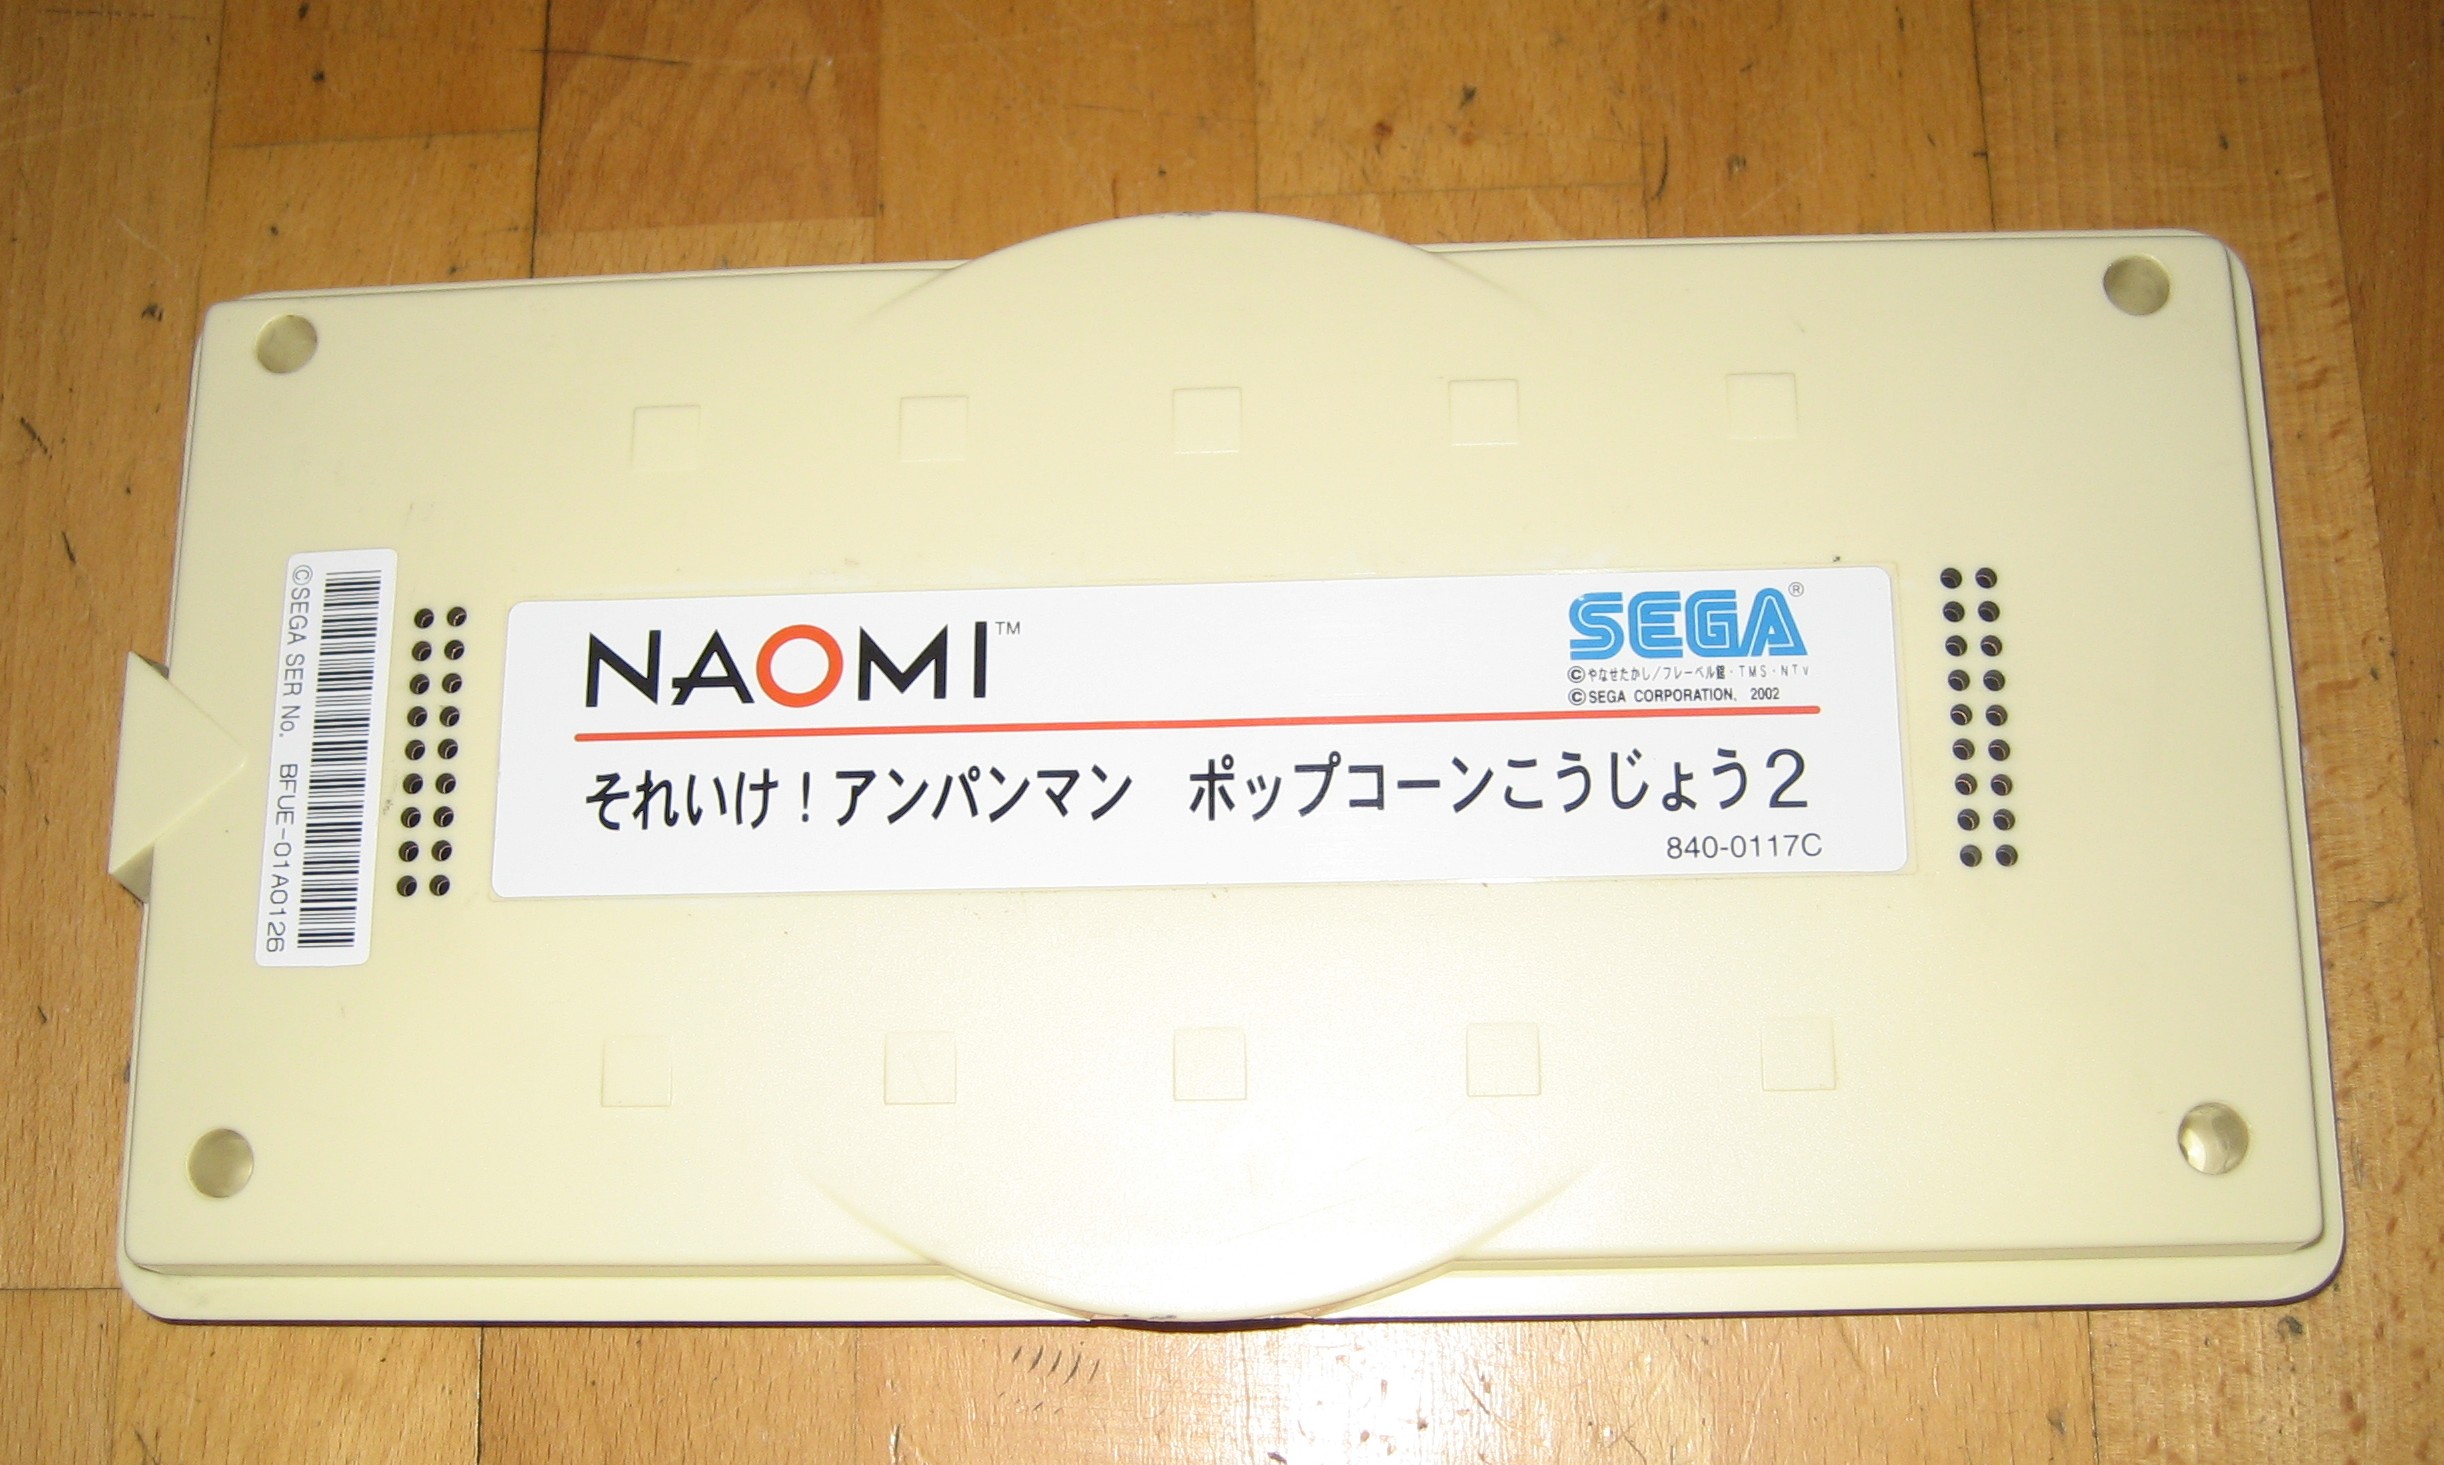 ©SEGA SER No. BFUE-01A0126
NAOMI™
SEGA®
©やなせたかし/フレーベル館・TMS・NTV
©SEGA CORPORATION, 2002
それいけ!アンパンマン ポップコーンこうじょう2
840-0117C